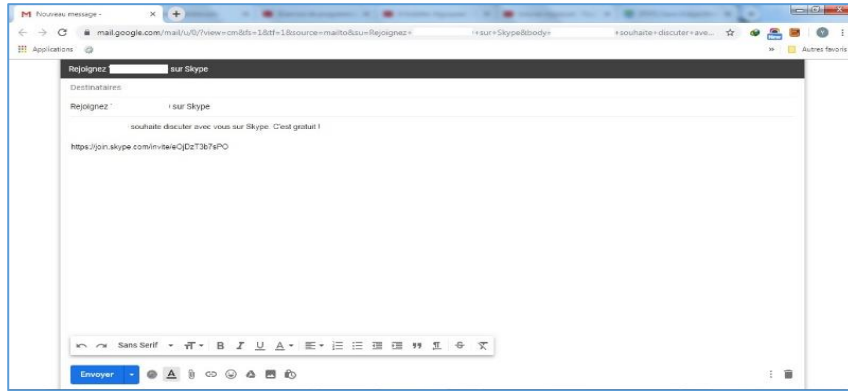 Nouveau message -
mail.google.com/mail/u/0/?view=cm&fs=1&tf=1&source=mailto&su=Rejoignez+ +sur+Skype&body= +souhaite+discuter+ave...
Applications
Autres favoris
Rejoignez sur Skype
Destinataires
Rejoignez sur Skype
souhaite discuter avec vous sur Skype. C'est gratuit !
https://join.skype.com/invite/eOjDzT3b7sPO
Sans Serif
Envoyer